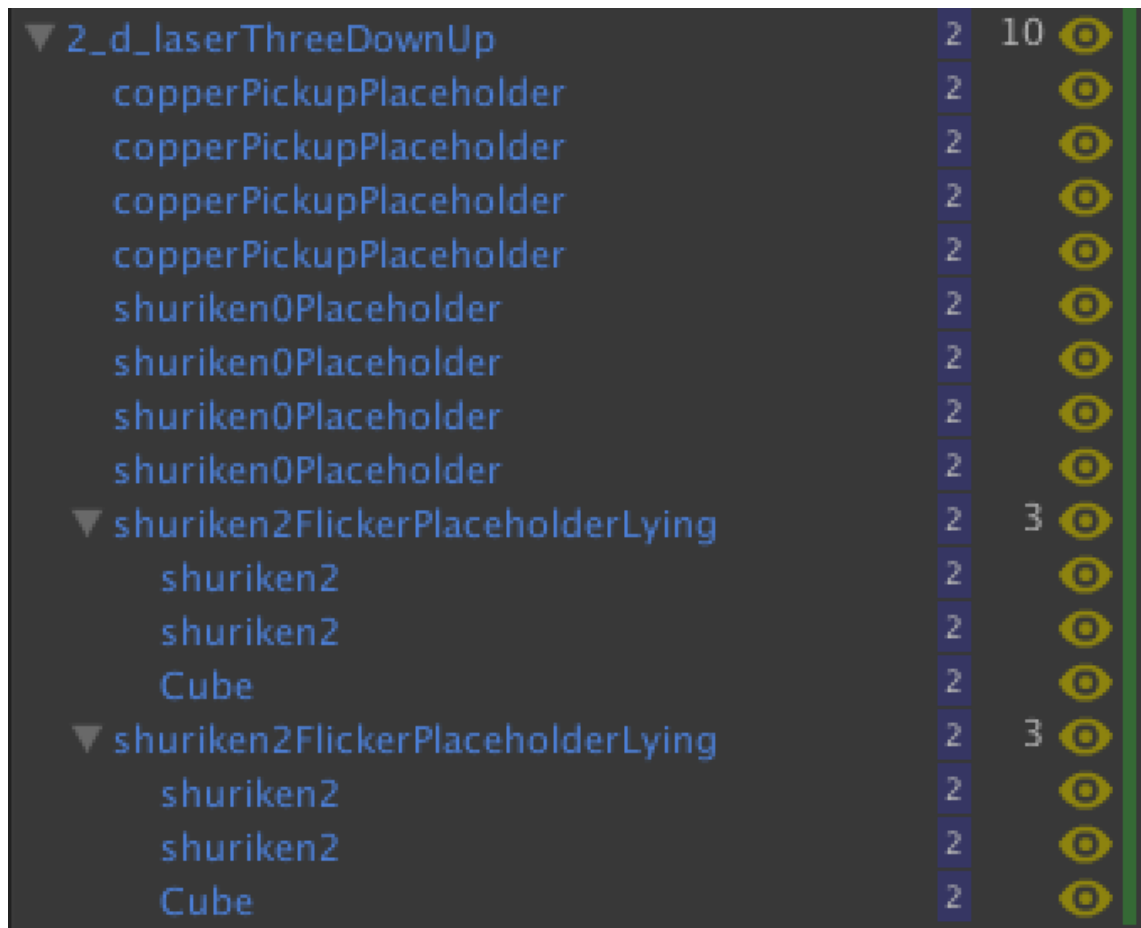 2_d_laserThreeDownUp 2 10
copperPickupPlaceholder 2
copperPickupPlaceholder 2
copperPickupPlaceholder 2
copperPickupPlaceholder 2
shuriken0Placeholder 2
shuriken0Placeholder 2
shuriken0Placeholder 2
shuriken0Placeholder 2
shuriken2FlickerPlaceholderLying 2 3
shuriken2 2
shuriken2 2
Cube 2
shuriken2FlickerPlaceholderLying 2 3
shuriken2 2
shuriken2 2
Cube 2